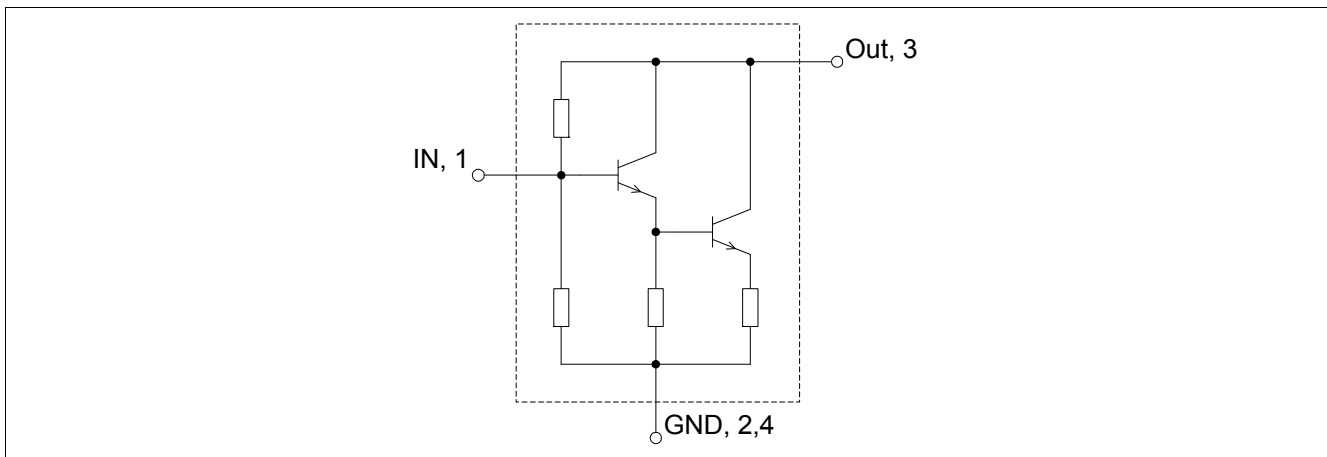 Out, 3
IN, 1
GND, 2,4